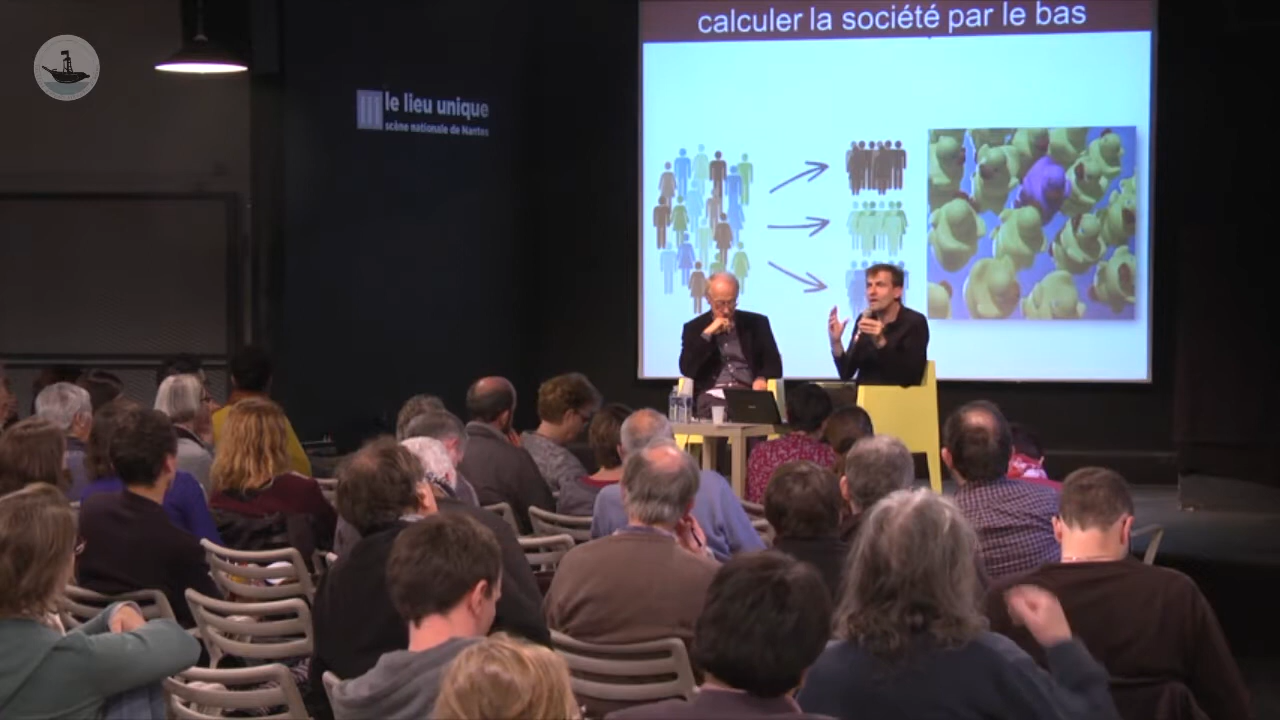 calculer la société par le bas
le lieu unique
scène nationale de Nantes